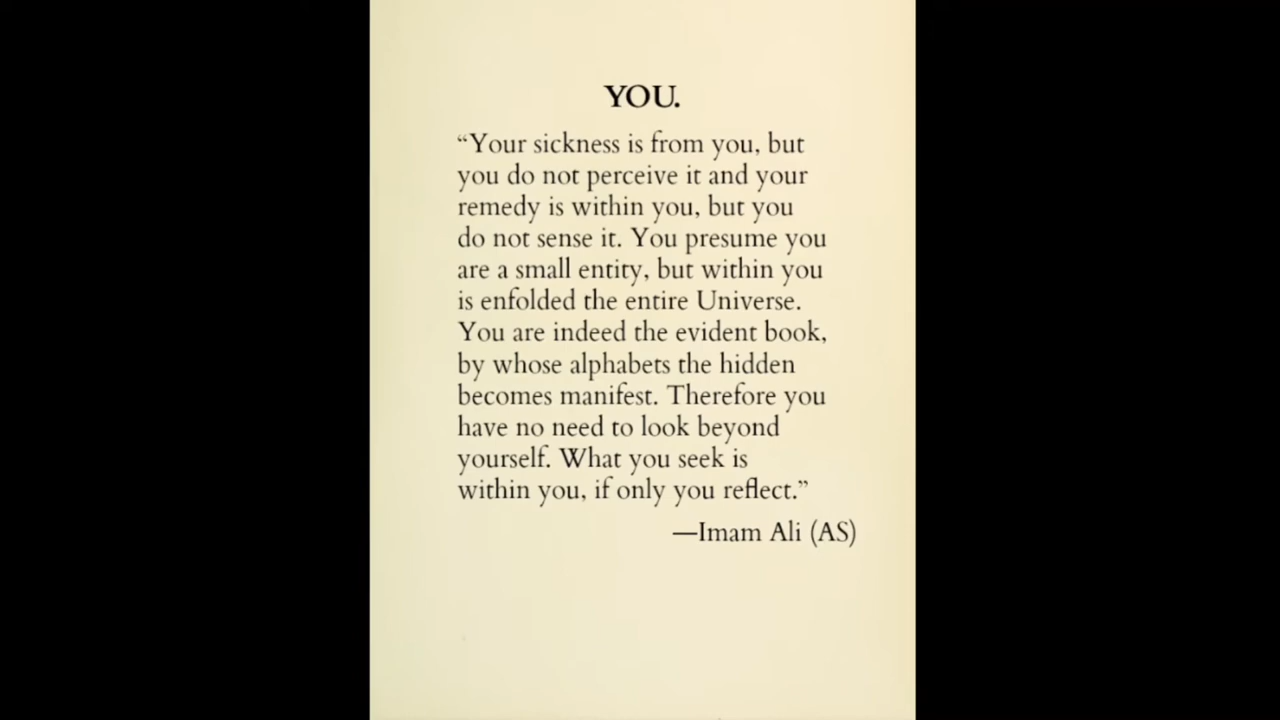 YOU.
“Your sickness is from you, but
you do not perceive it and your
remedy is within you, but you
do not sense it. You presume you
are a small entity, but within you
is enfolded the entire Universe.
You are indeed the evident book,
by whose alphabets the hidden
becomes manifest. Therefore you
have no need to look beyond
yourself. What you seek is
within you, if only you reflect.”
—Imam Ali (AS)